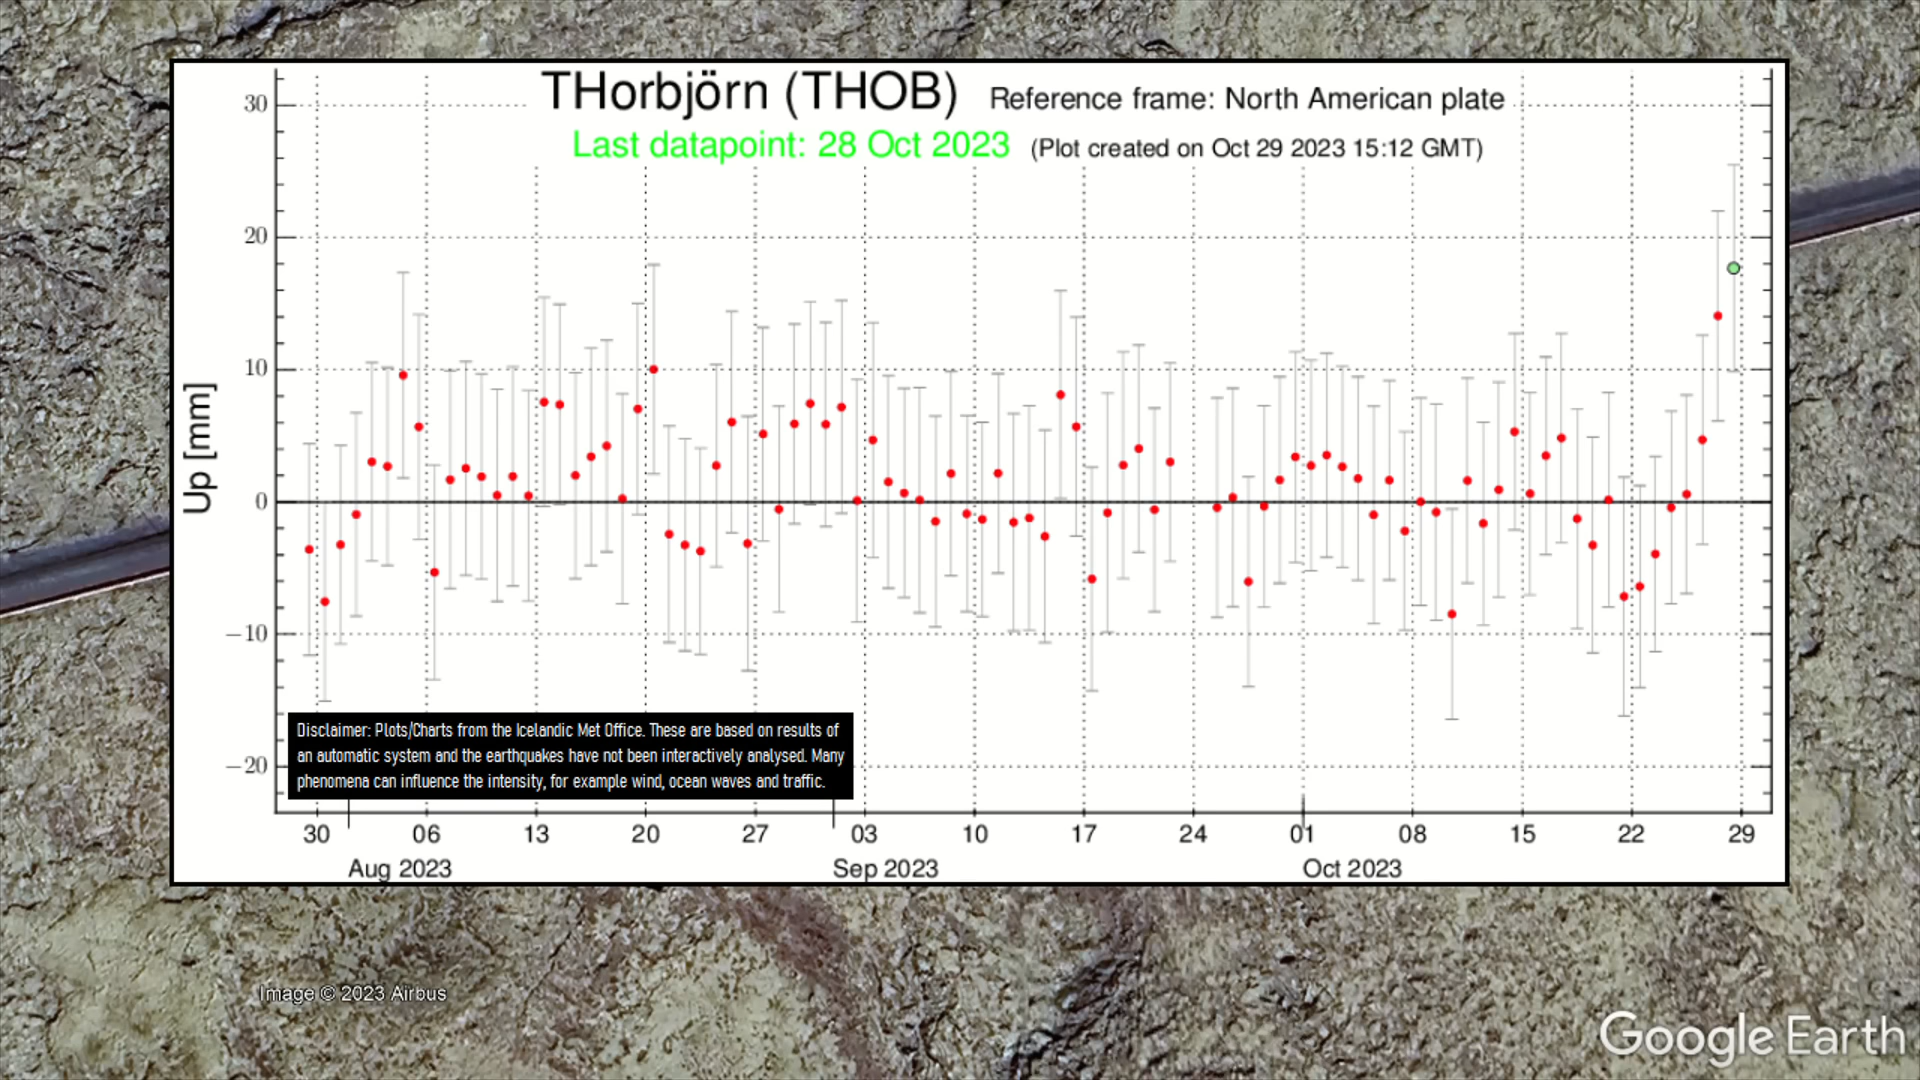 THorbjörn (THOB) Reference frame: North American plate
Last datapoint: 28 Oct 2023 (Plot created on Oct 29 2023 15:12 GMT)
30
20
10
0
−10
−20
Up [mm]
Disclaimer: Plots/Charts from the Icelandic Met Office. These are based on results of
an automatic system and the earthquakes have not been interactively analysed. Many
phenomena can influence the intensity, for example wind, ocean waves and traffic.
30 06 13 20 27 03 10 17 24 01 08 15 22 29
Aug 2023 Sep 2023 Oct 2023
Image © 2023 Airbus
Google Earth